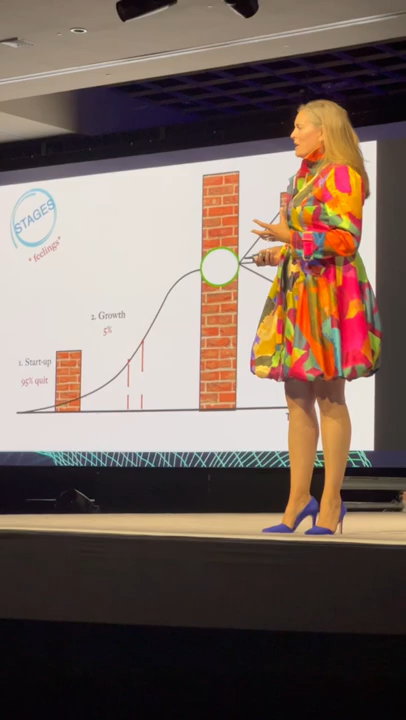 STAGES
"feelings"
2. Growth
5%
1. Start-up
95% quit